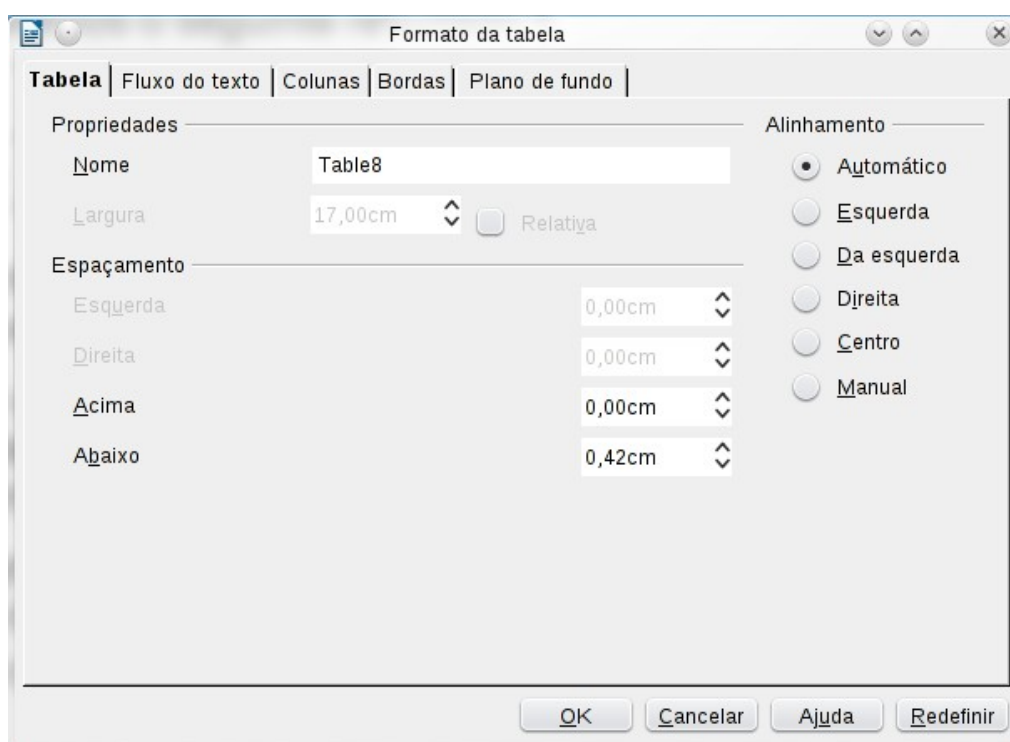 Formato da tabela
Tabela Fluxo do texto Colunas Bordas Plano de fundo
Propriedades
Nome Table8
Largura 17,00cm Relativa
Espaçamento
Esquerda 0,00cm
Direita 0,00cm
Acima 0,00cm
Abaixo 0,42cm
Alinhamento
Automático
Esquerda
Da esquerda
Direita
Centro
Manual
OK Cancelar Ajuda Redefinir